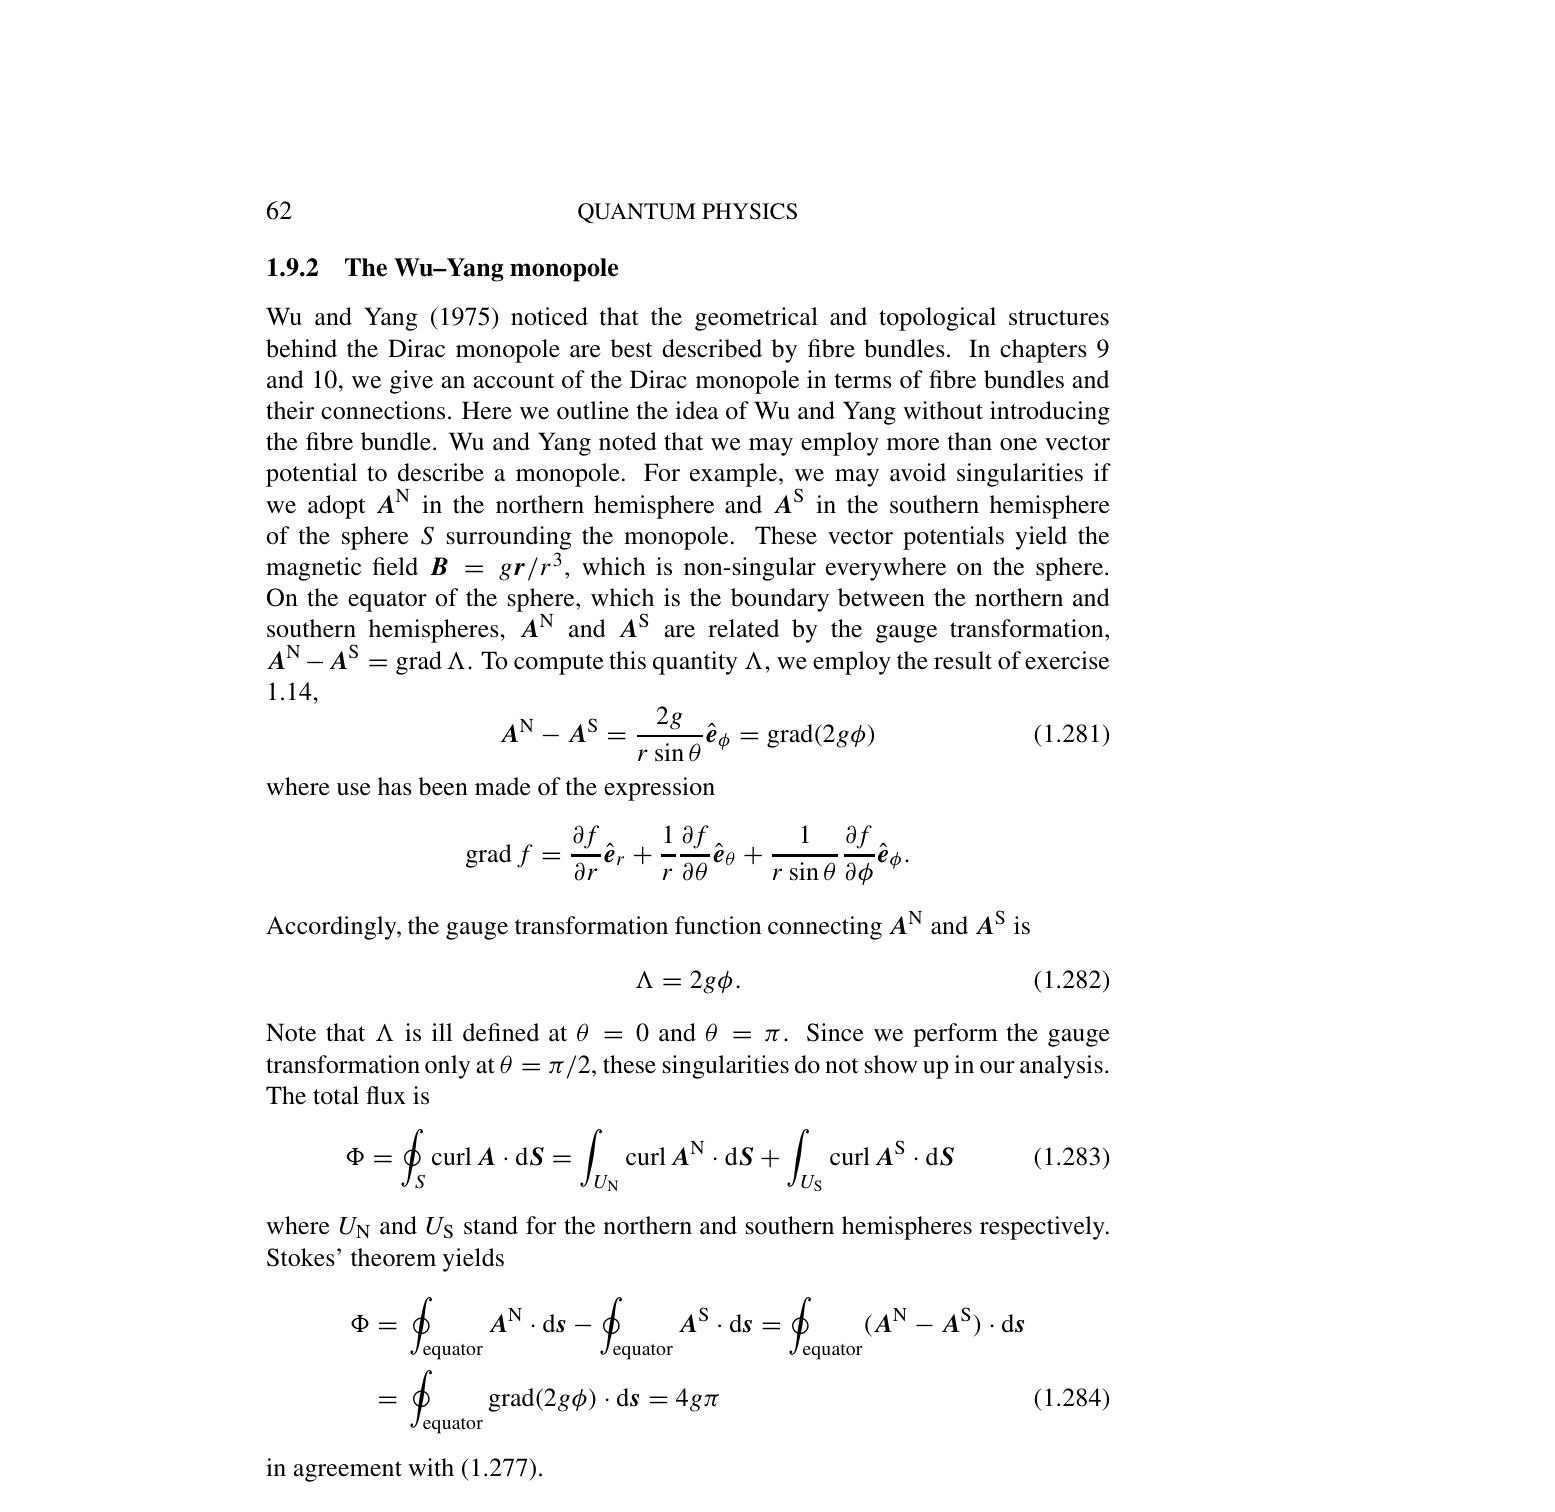 62 QUANTUM PHYSICS
1.9.2 The Wu–Yang monopole
Wu and Yang (1975) noticed that the geometrical and topological structures
behind the Dirac monopole are best described by fibre bundles. In chapters 9
and 10, we give an account of the Dirac monopole in terms of fibre bundles and
their connections. Here we outline the idea of Wu and Yang without introducing
the fibre bundle. Wu and Yang noted that we may employ more than one vector
potential to describe a monopole. For example, we may avoid singularities if
we adopt A^N in the northern hemisphere and A^S in the southern hemisphere
of the sphere S surrounding the monopole. These vector potentials yield the
magnetic field B = gr/r^3, which is non-singular everywhere on the sphere.
On the equator of the sphere, which is the boundary between the northern and
southern hemispheres, A^N and A^S are related by the gauge transformation,
A^N − A^S = grad Λ. To compute this quantity Λ, we employ the result of exercise
1.14,
A^N − A^S = \frac{2g}{r sin θ} ê_ϕ = grad(2gϕ) (1.281)
where use has been made of the expression
grad f = \frac{∂f}{∂r} ê_r + \frac{1}{r} \frac{∂f}{∂θ} ê_θ + \frac{1}{r sin θ} \frac{∂f}{∂ϕ} ê_ϕ.
Accordingly, the gauge transformation function connecting A^N and A^S is
Λ = 2gϕ. (1.282)
Note that Λ is ill defined at θ = 0 and θ = π. Since we perform the gauge
transformation only at θ = π/2, these singularities do not show up in our analysis.
The total flux is
Φ = ∮_S curl A · dS = ∫_{U_N} curl A^N · dS + ∫_{U_S} curl A^S · dS (1.283)
where U_N and U_S stand for the northern and southern hemispheres respectively.
Stokes’ theorem yields
Φ = ∮_{equator} A^N · ds − ∮_{equator} A^S · ds = ∮_{equator} (A^N − A^S) · ds
= ∮_{equator} grad(2gϕ) · ds = 4gπ (1.284)
in agreement with (1.277).